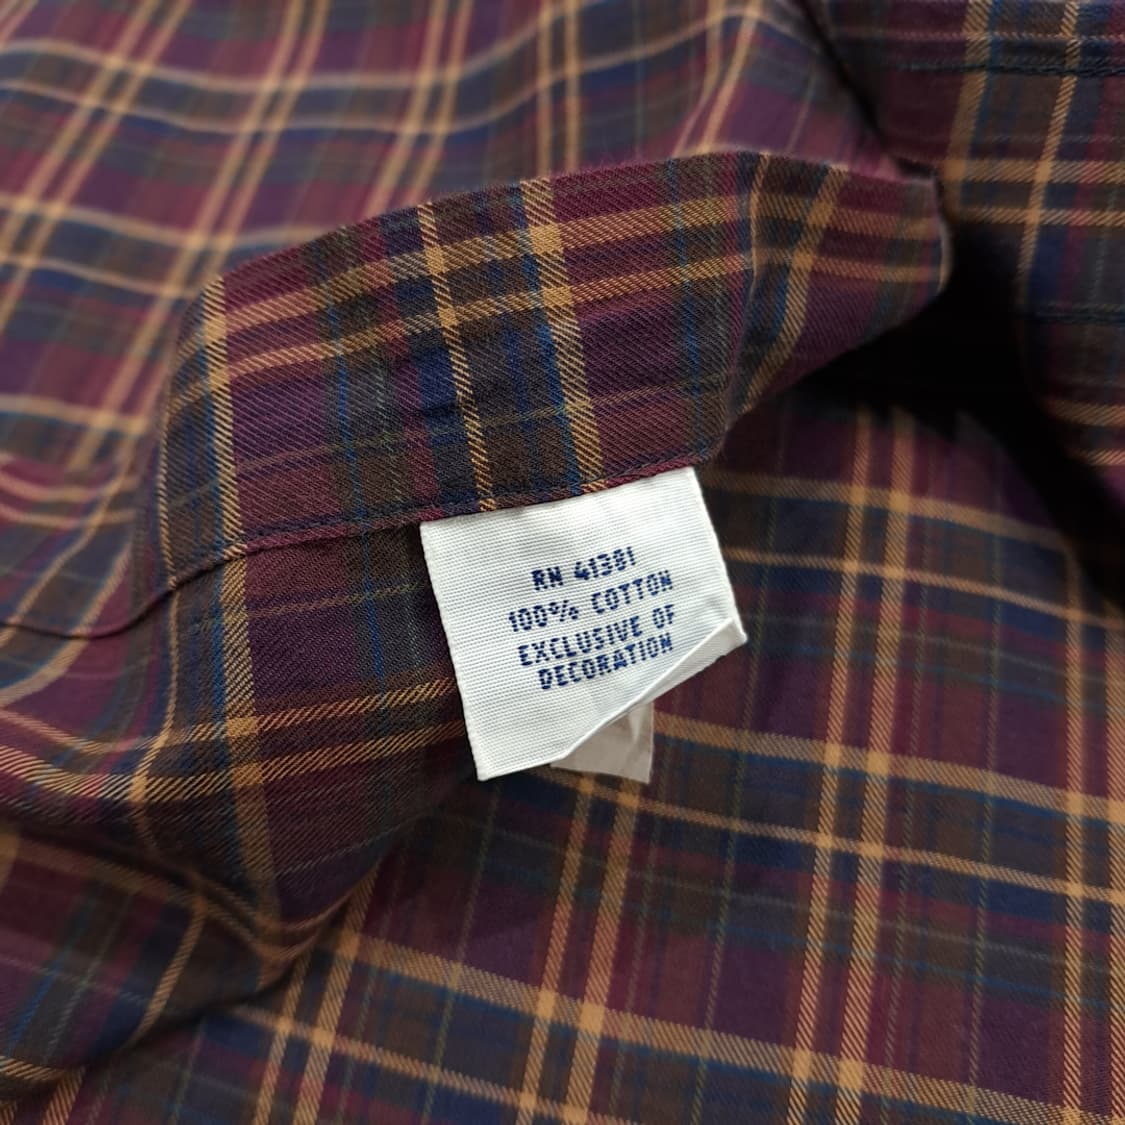 RN 41381
100% COTTON
EXCLUSIVE OF
DECORATION